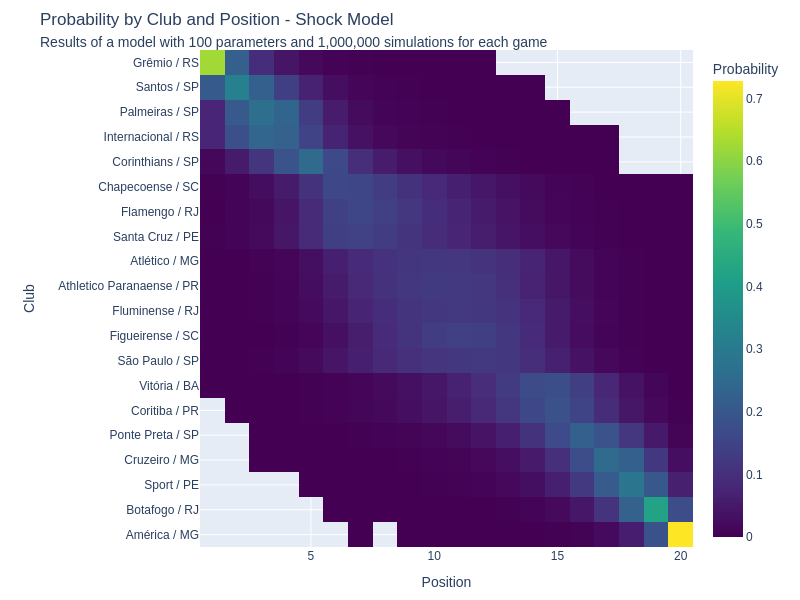 Probability by Club and Position - Shock Model
Results of a model with 100 parameters and 1,000,000 simulations for each game
Probability
Grêmio / RS
Santos / SP
Palmeiras / SP
Internacional / RS
Corinthians / SP
Chapecoense / SC
Flamengo / RJ
Santa Cruz / PE
Atlético / MG
Athletico Paranaense / PR
Fluminense / RJ
Figueirense / SC
São Paulo / SP
Vitória / BA
Coritiba / PR
Ponte Preta / SP
Cruzeiro / MG
Sport / PE
Botafogo / RJ
América / MG
Club
5
10
15
20
Position
0.7
0.6
0.5
0.4
0.3
0.2
0.1
0